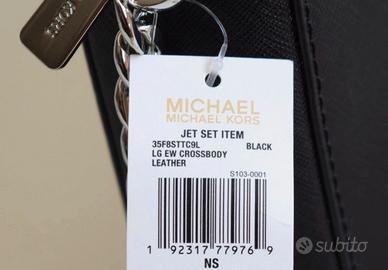 KORS
MICHAEL
MICHAEL KORS
JET SET ITEM
35F8STTC9L BLACK
LG EW CROSSBODY
LEATHER
S103-0001
1 92317 77976 9
NS
subito